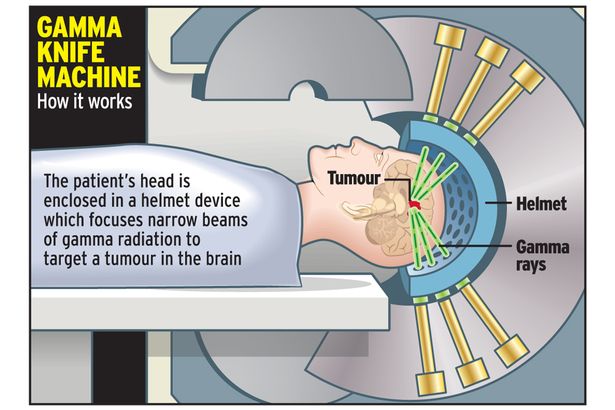 GAMMA
KNIFE
MACHINE
How it works
The patient's head is
enclosed in a helmet device
which focuses narrow beams
of gamma radiation to
target a tumour in the brain
Tumour
Helmet
Gamma
rays